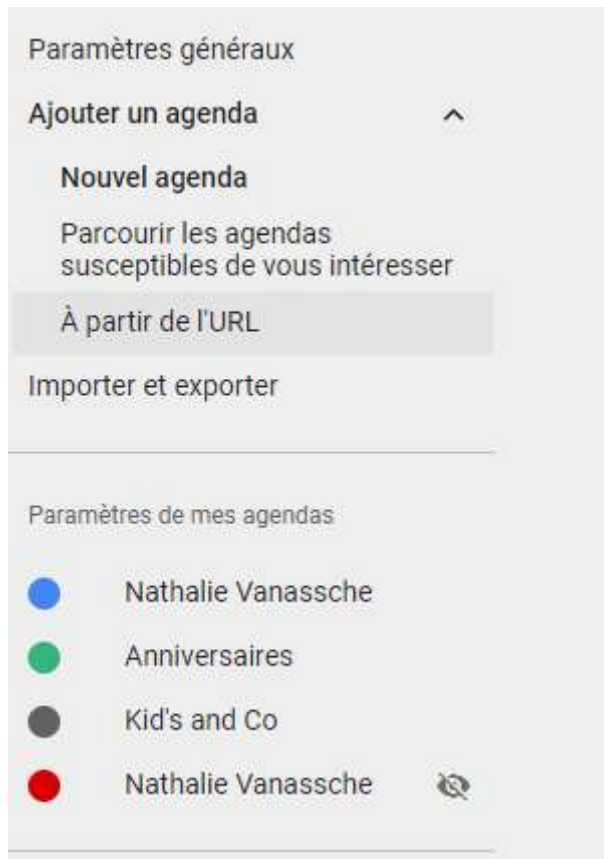 Paramètres généraux
Ajouter un agenda
Nouvel agenda
Parcourir les agendas
susceptibles de vous intéresser
À partir de l'URL
Importer et exporter
Paramètres de mes agendas
Nathalie Vanassche
Anniversaires
Kid's and Co
Nathalie Vanassche